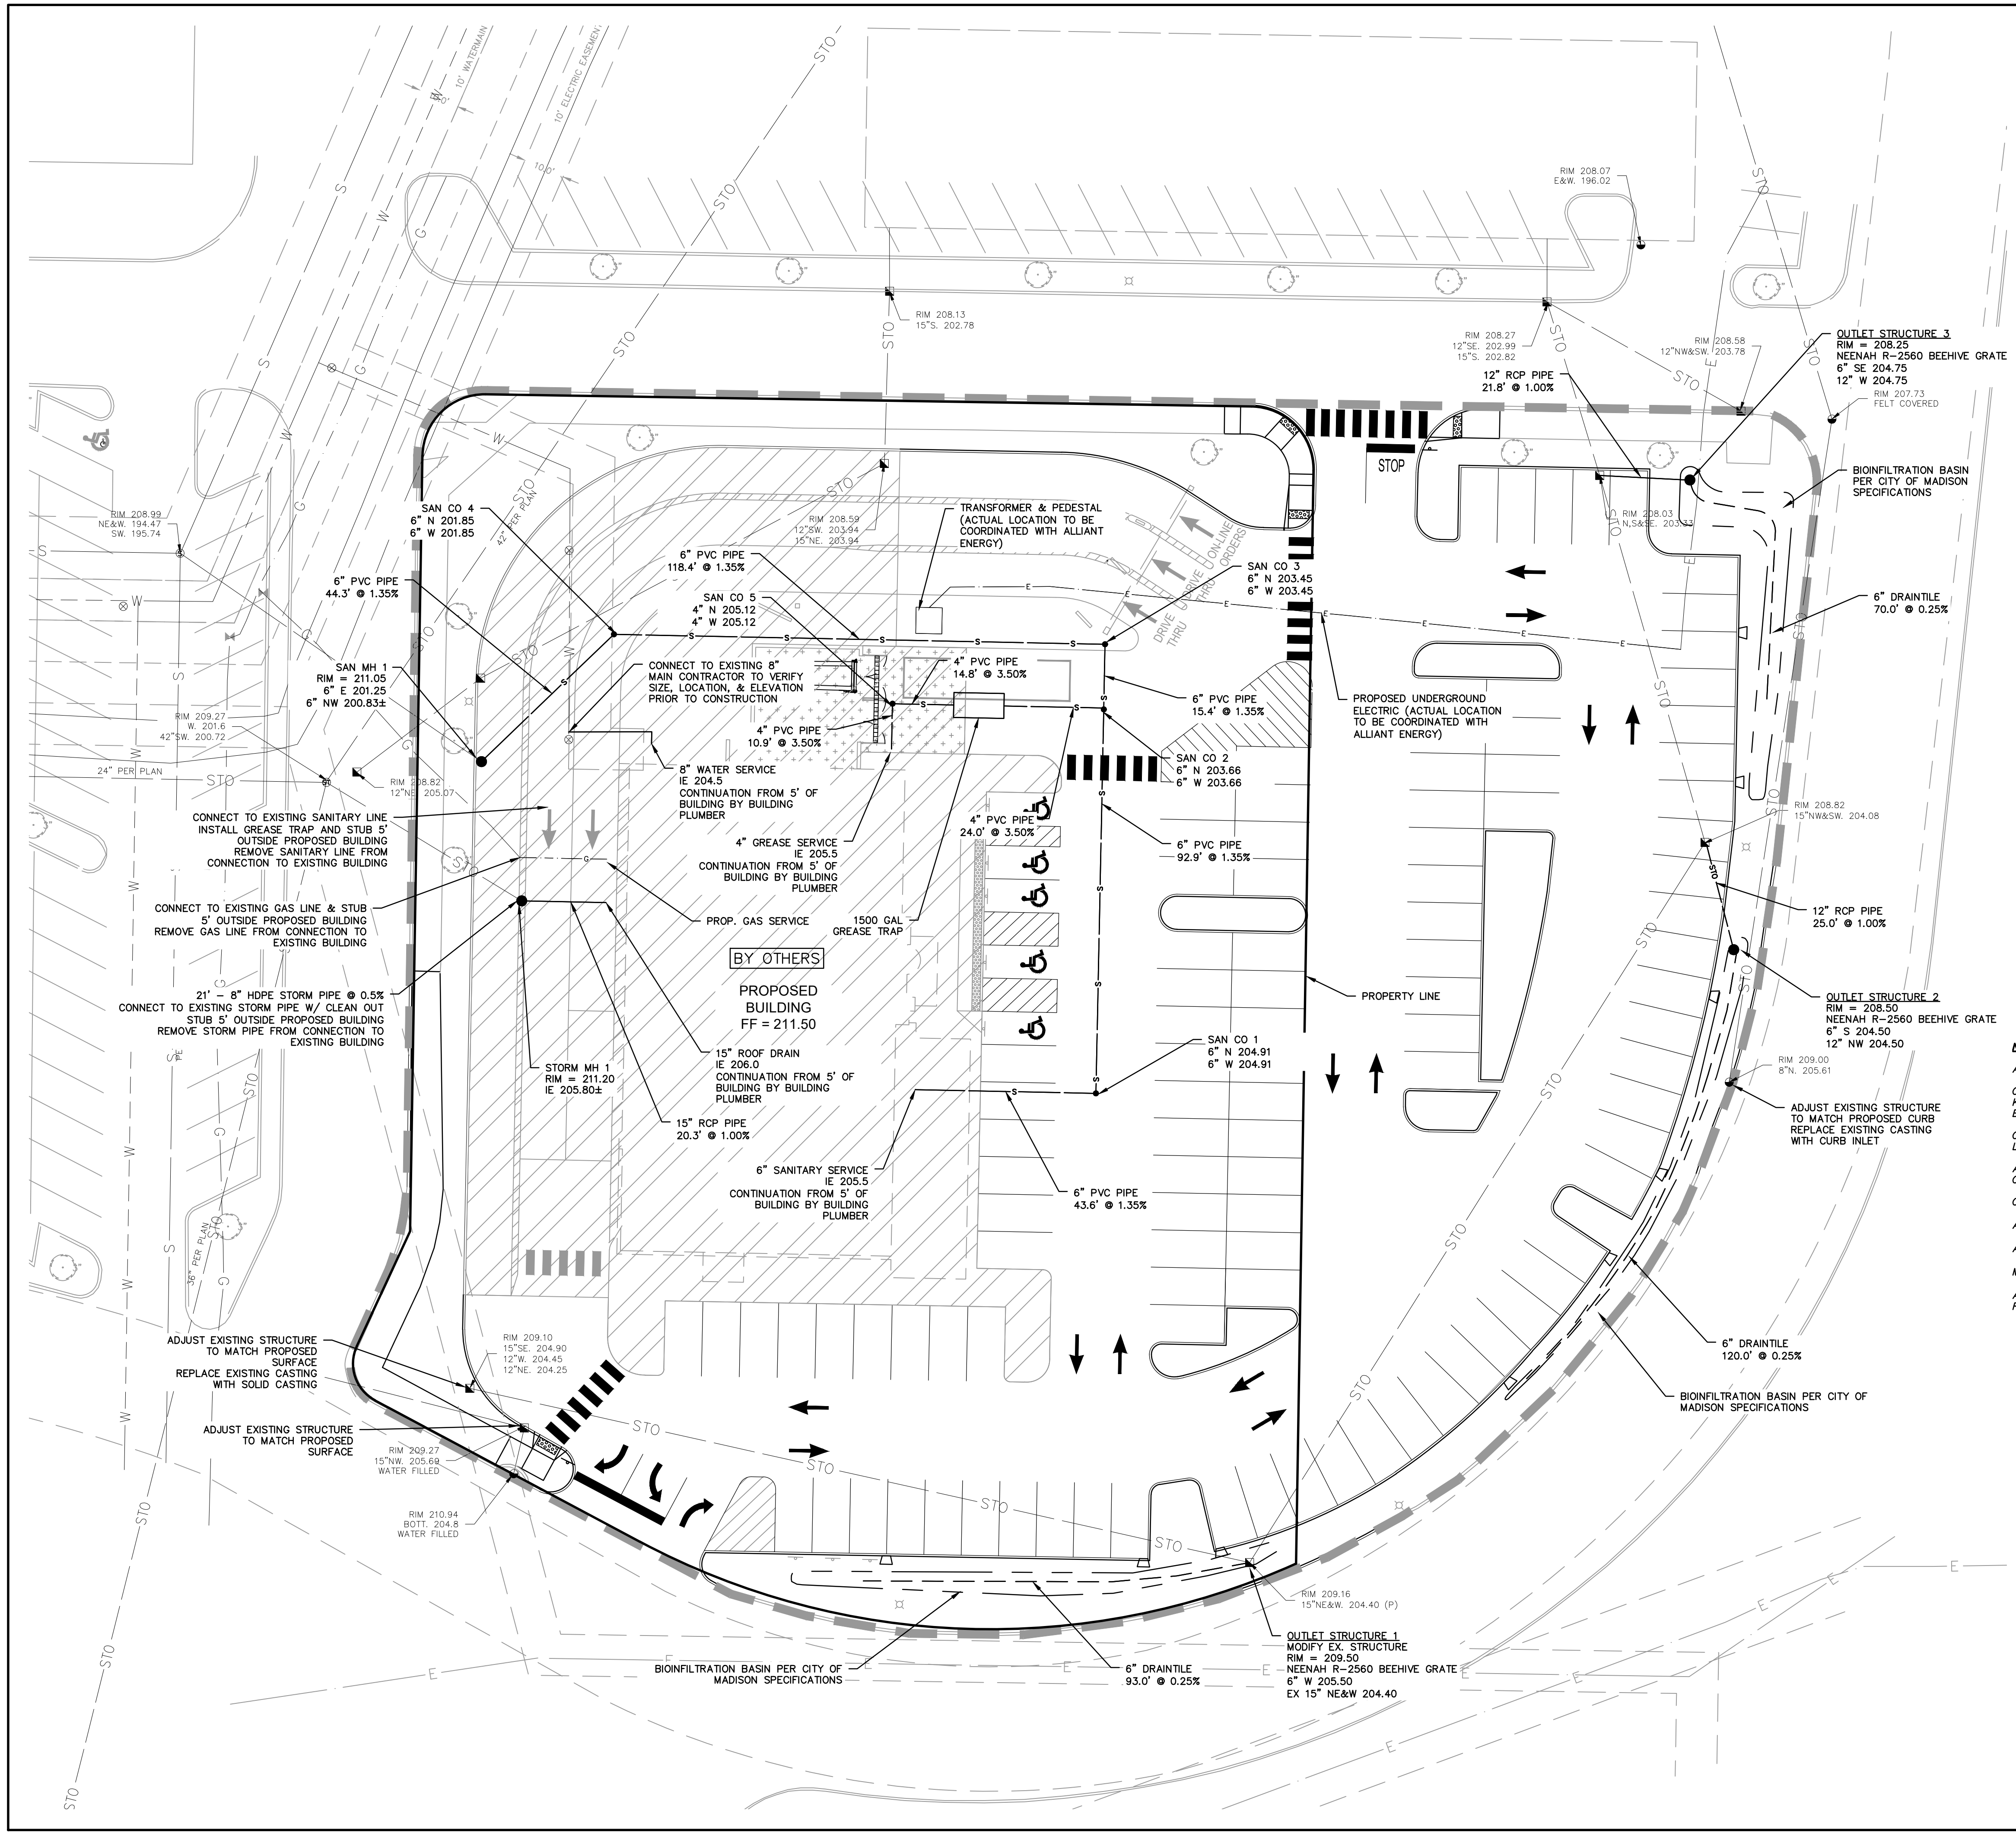 10' WATERMAIN
10' ELECTRIC EASEMENT
10.0'
RIM 208.07
E&W. 196.02
RIM 208.13
15"S. 202.78
RIM 208.27
12"SE. 202.99
15"S. 202.82
RIM 208.58
12"NW&SW. 203.78
OUTLET STRUCTURE 3
RIM = 208.25
NEENAH R-2560 BEEHIVE GRATE
6" SE 204.75
12" W 204.75
RIM 207.73
FELT COVERED
12" RCP PIPE
21.8' @ 1.00%
STOP
BIOINFILTRATION BASIN
PER CITY OF MADISON
SPECIFICATIONS
RIM 208.03
N,S&SE. 203.33
SAN CO 4
6" N 201.85
6" W 201.85
42" PER PLAN
RIM 208.99
NE&W. 194.47
SW. 195.74
RIM 208.59
12"SW. 203.94
15"NE. 203.94
TRANSFORMER & PEDESTAL
(ACTUAL LOCATION TO BE
COORDINATED WITH ALLIANT
ENERGY)
ON-LINE
ORDERS
DRIVE
THRU
DRIVE
THRU
6" PVC PIPE
118.4' @ 1.35%
SAN CO 3
6" N 203.45
6" W 203.45
6" PVC PIPE
44.3' @ 1.35%
SAN CO 5
4" N 205.12
4" W 205.12
6" DRAINTILE
70.0' @ 0.25%
SAN MH 1
RIM = 211.05
6" E 201.25
6" NW 200.83±
CONNECT TO EXISTING 8"
MAIN CONTRACTOR TO VERIFY
SIZE, LOCATION, & ELEVATION
PRIOR TO CONSTRUCTION
4" PVC PIPE
14.8' @ 3.50%
6" PVC PIPE
15.4' @ 1.35%
PROPOSED UNDERGROUND
ELECTRIC (ACTUAL LOCATION
TO BE COORDINATED WITH
ALLIANT ENERGY)
RIM 209.27
W. 201.6
42"SW. 200.72
4" PVC PIPE
10.9' @ 3.50%
24" PER PLAN
RIM 208.82
12"NE. 205.07
8" WATER SERVICE
IE 204.5
CONTINUATION FROM 5' OF
BUILDING BY BUILDING
PLUMBER
SAN CO 2
6" N 203.66
6" W 203.66
RIM 208.82
15"NW&SW. 204.08
CONNECT TO EXISTING SANITARY LINE
INSTALL GREASE TRAP AND STUB 5'
OUTSIDE PROPOSED BUILDING
REMOVE SANITARY LINE FROM
CONNECTION TO EXISTING BUILDING
4" PVC PIPE
24.0' @ 3.50%
4" GREASE SERVICE
IE 205.5
CONTINUATION FROM 5' OF
BUILDING BY BUILDING
PLUMBER
6" PVC PIPE
92.9' @ 1.35%
CONNECT TO EXISTING GAS LINE & STUB
5' OUTSIDE PROPOSED BUILDING
REMOVE GAS LINE FROM CONNECTION TO
EXISTING BUILDING
PROP. GAS SERVICE
1500 GAL
GREASE TRAP
12" RCP PIPE
25.0' @ 1.00%
BY OTHERS
PROPOSED
BUILDING
FF = 211.50
21' - 8" HDPE STORM PIPE @ 0.5%
CONNECT TO EXISTING STORM PIPE W/ CLEAN OUT
STUB 5' OUTSIDE PROPOSED BUILDING
REMOVE STORM PIPE FROM CONNECTION TO
EXISTING BUILDING
PROPERTY LINE
OUTLET STRUCTURE 2
RIM = 208.50
NEENAH R-2560 BEEHIVE GRATE
6" S 204.50
12" NW 204.50
STORM MH 1
RIM = 211.20
IE 205.80±
15" ROOF DRAIN
IE 206.0
CONTINUATION FROM 5' OF
BUILDING BY BUILDING
PLUMBER
SAN CO 1
6" N 204.91
6" W 204.91
RIM 209.00
8"N. 205.61
15" RCP PIPE
20.3' @ 1.00%
ADJUST EXISTING STRUCTURE
TO MATCH PROPOSED CURB
REPLACE EXISTING CASTING
WITH CURB INLET
6" SANITARY SERVICE
IE 205.5
CONTINUATION FROM 5' OF
BUILDING BY BUILDING
PLUMBER
6" PVC PIPE
43.6' @ 1.35%
36" PER PLAN
ADJUST EXISTING STRUCTURE
TO MATCH PROPOSED
SURFACE
REPLACE EXISTING CASTING
WITH SOLID CASTING
RIM 209.10
15"SE. 204.90
12"W. 204.45
12"NE. 204.25
6" DRAINTILE
120.0' @ 0.25%
BIOINFILTRATION BASIN PER CITY OF
MADISON SPECIFICATIONS
ADJUST EXISTING STRUCTURE
TO MATCH PROPOSED
SURFACE
RIM 209.27
15"NW. 205.69
WATER FILLED
RIM 210.94
BOTT. 204.8
WATER FILLED
RIM 209.16
15"NE&W. 204.40 (P)
OUTLET STRUCTURE 1
MODIFY EX. STRUCTURE
RIM = 209.50
NEENAH R-2560 BEEHIVE GRATE
6" W 205.50
EX 15" NE&W 204.40
BIOINFILTRATION BASIN PER CITY OF
MADISON SPECIFICATIONS
6" DRAINTILE
93.0' @ 0.25%